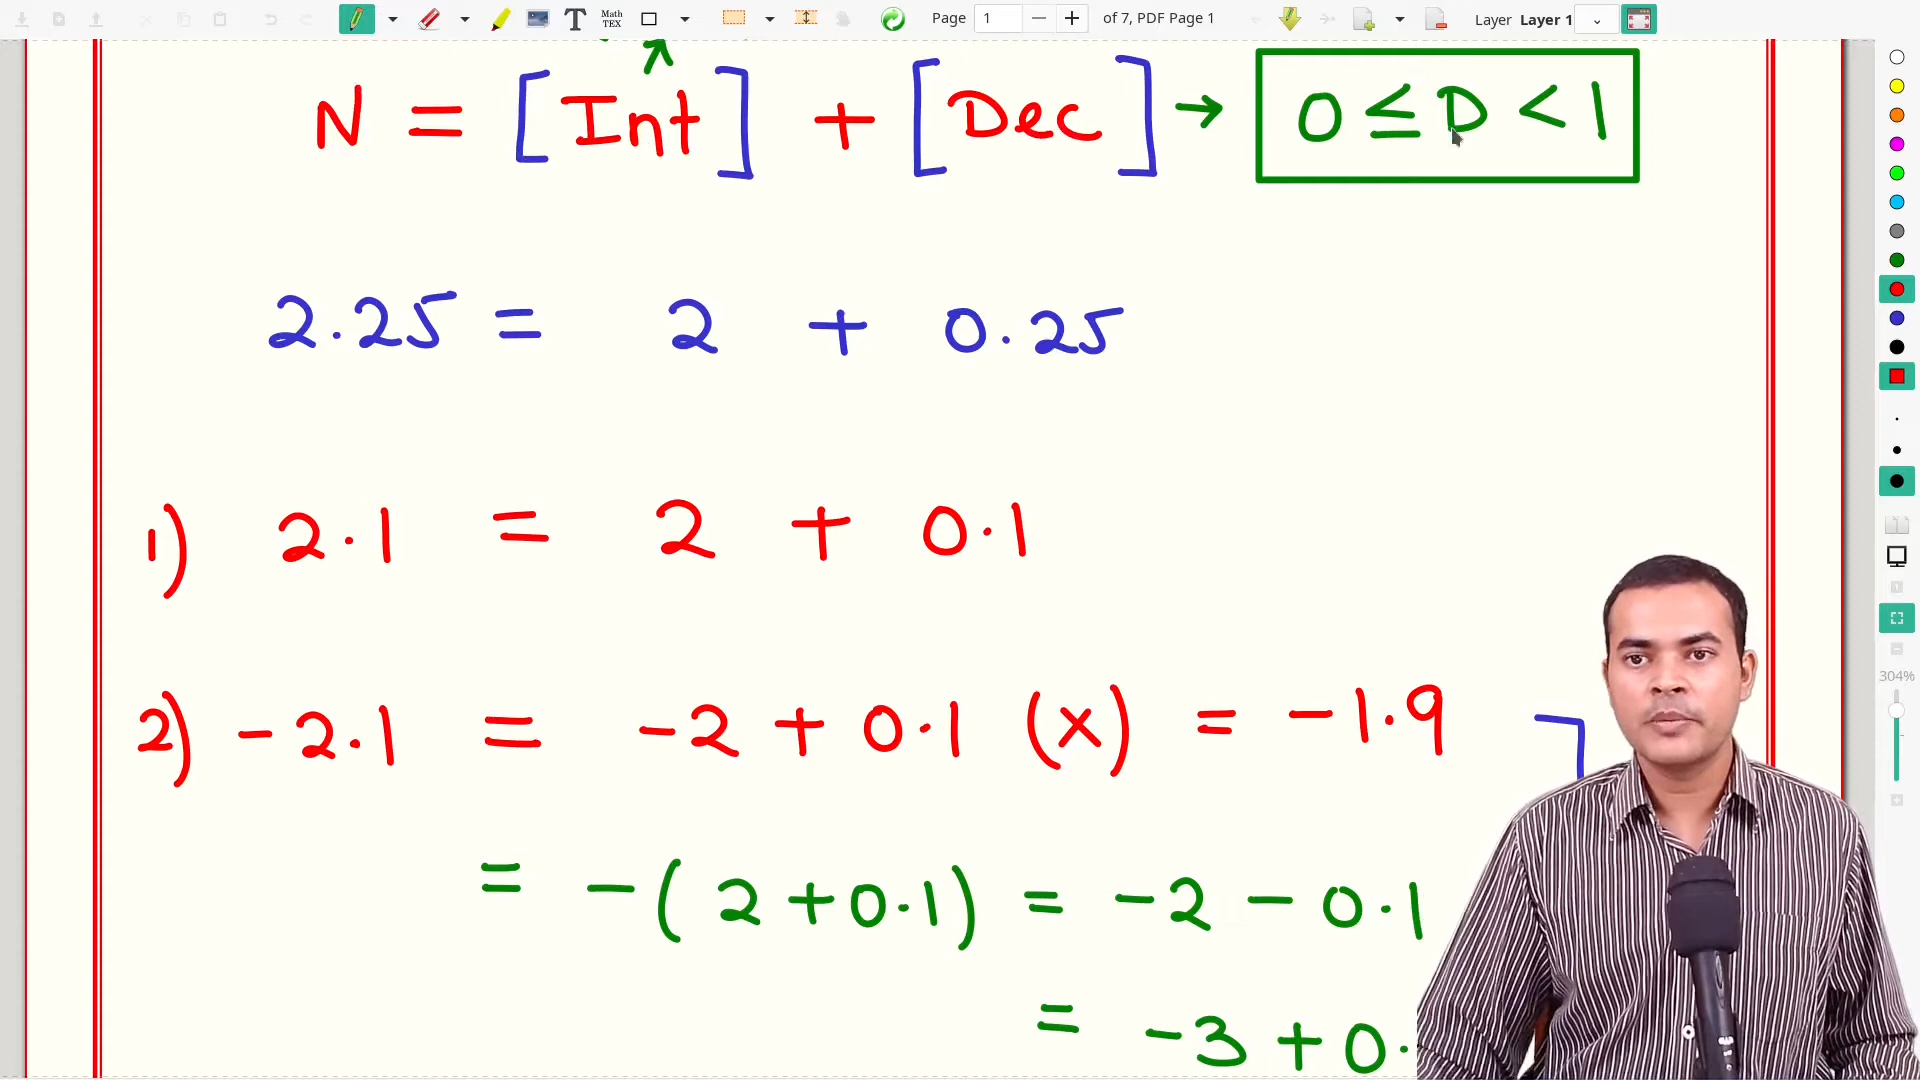 Math TEX Page 1 of 7, PDF Page 1 Layer Layer 1
N = [Int] + [Dec] → 0 ≤ D < 1
2.25 = 2 + 0.25
1) 2.1 = 2 + 0.1
2) -2.1 = -2 + 0.1 (x) = -1.9
= -(2+0.1) = -2 - 0.1
= -3 + 0.
304%